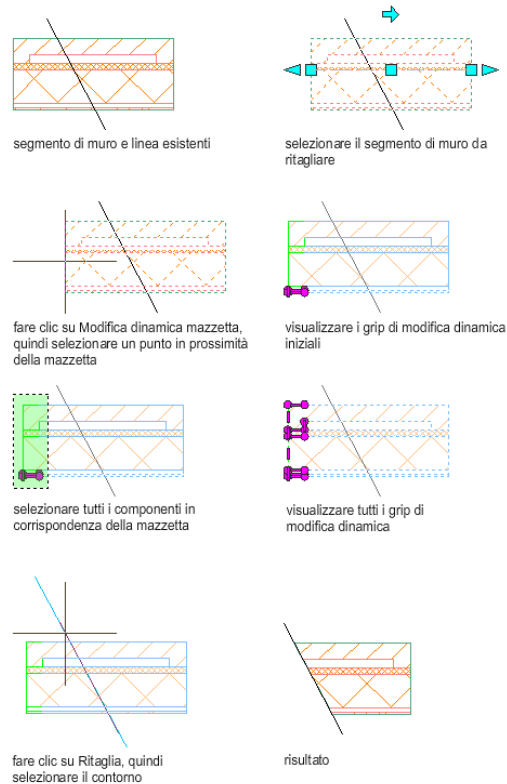 segmento di muro e linea esistenti
selezionare il segmento di muro da
ritagliare
fare clic su Modifica dinamica mazzetta,
quindi selezionare un punto in prossimità
della mazzetta
visualizzare i grip di modifica dinamica
iniziali
selezionare tutti i componenti in
corrispondenza della mazzetta
visualizzare tutti i grip di
modifica dinamica
fare clic su Ritaglia, quindi
selezionare il contorno
risultato